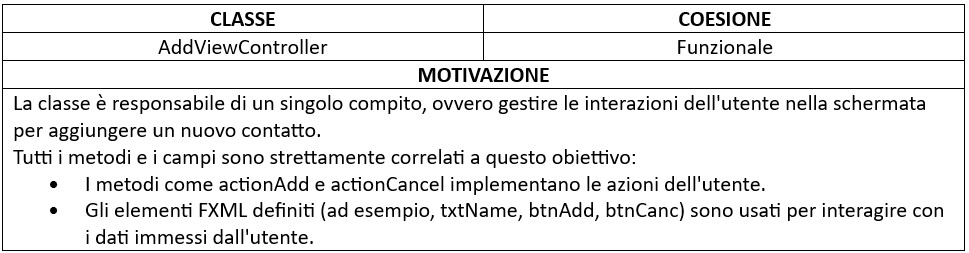 CLASSE COESIONE
AddViewController Funzionale
MOTIVAZIONE
La classe è responsabile di un singolo compito, ovvero gestire le interazioni dell'utente nella schermata
per aggiungere un nuovo contatto.
Tutti i metodi e i campi sono strettamente correlati a questo obiettivo:
• I metodi come actionAdd e actionCancel implementano le azioni dell'utente.
• Gli elementi FXML definiti (ad esempio, txtName, btnAdd, btnCanc) sono usati per interagire con
i dati immessi dall'utente.